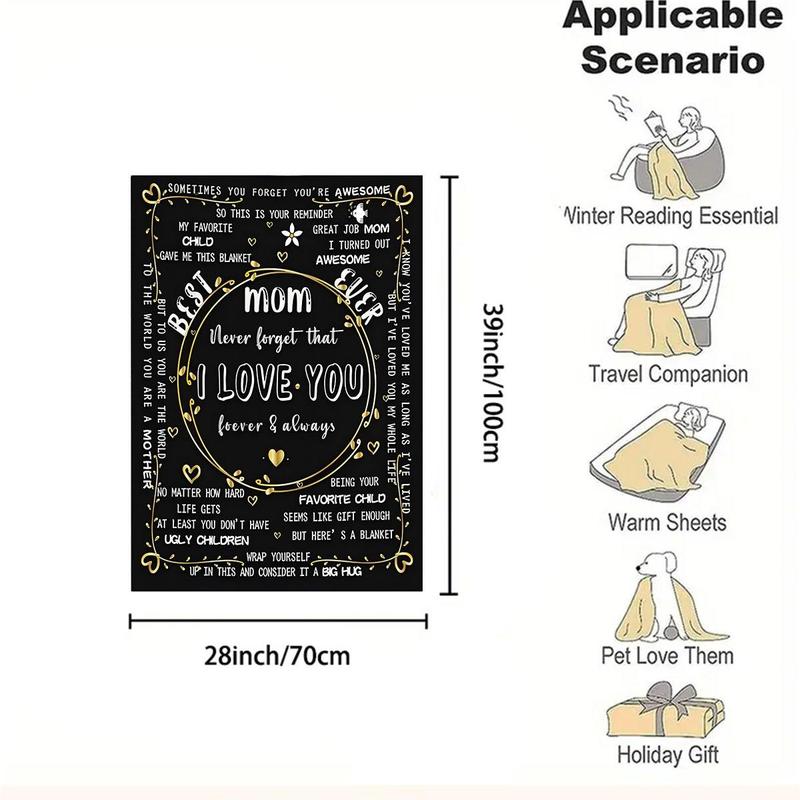 Applicable
Scenario
Winter Reading Essential
Travel Companion
Warm Sheets
Pet Love Them
Holiday Gift
SOMETIMES YOU FORGET YOU'RE AWESOME
SO THIS IS YOUR REMINDER
MY FAVORITE
CHILD
GAVE ME THIS BLANKET
GREAT JOB MOM
I TURNED OUT
AWESOME
BEST
mom
EVER
Never forget that
I LOVE YOU
foever & always
TO THE WORLD YOU ARE A MOTHER
BUT TO US YOU ARE THE WORLD
I KNOW YOU'VE LOVED ME AS LONG AS I'VE LIVED
BUT I'VE LOVED YOU MY WHOLE LIFE
NO MATTER HOW HARD
LIFE GETS
AT LEAST YOU DON'T HAVE
UGLY CHILDREN
BEING YOUR
FAVORITE CHILD
SEEMS LIKE GIFT ENOUGH
BUT HERE' S A BLANKET
WRAP YOURSELF
UP IN THIS AND CONSIDER IT A BIG HUG
39inch/100cm
28inch/70cm